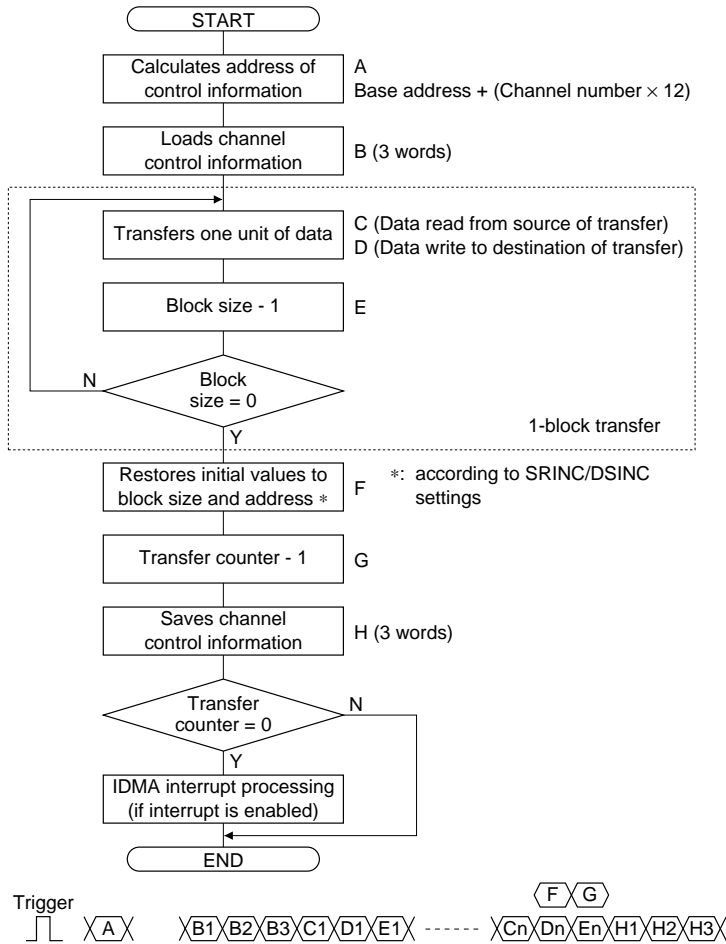 START
Calculates address of
control information
A
Base address + (Channel number × 12)
Loads channel
control information
B (3 words)
Transfers one unit of data
C (Data read from source of transfer)
D (Data write to destination of transfer)
Block size - 1
E
N
Block
size = 0
Y
1-block transfer
Restores initial values to
block size and address *
F
*: according to SRINC/DSINC
settings
Transfer counter - 1
G
Saves channel
control information
H (3 words)
Transfer
counter = 0
N
Y
IDMA interrupt processing
(if interrupt is enabled)
END
F G
Trigger
A B1 B2 B3 C1 D1 E1 Cn Dn En H1 H2 H3